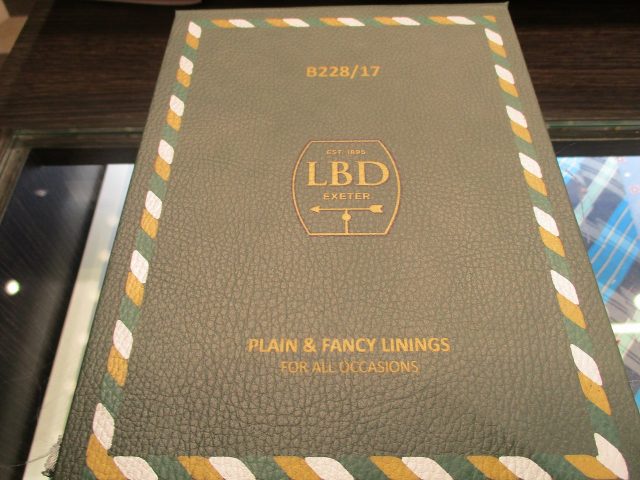 B228/17
EST. 1895
LBD
EXETER
PLAIN & FANCY LININGS
FOR ALL OCCASIONS